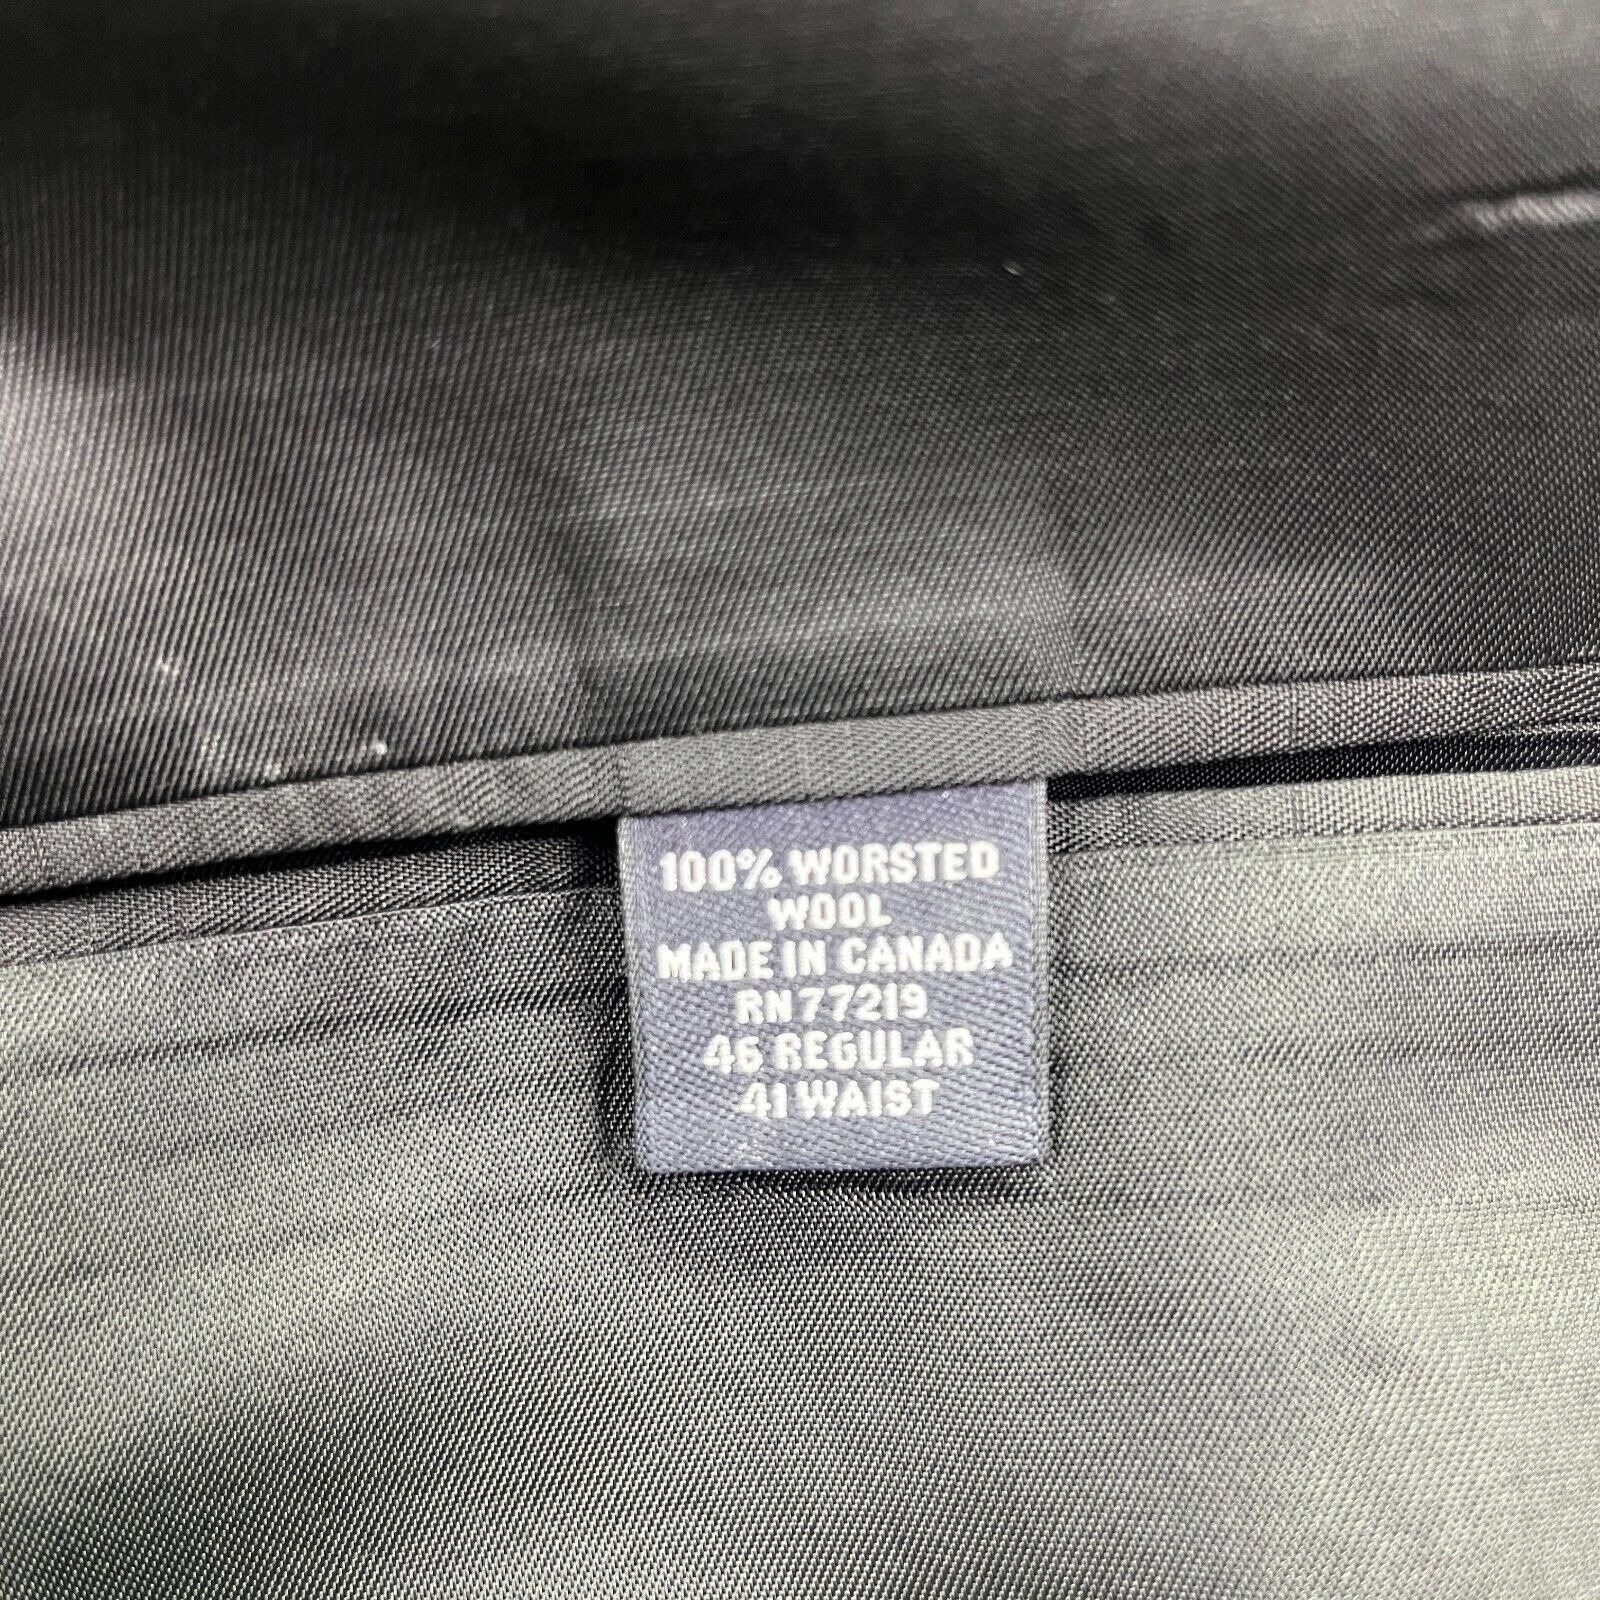 100% WORSTED
WOOL
MADE IN CANADA
RN 77219
46 REGULAR
41 WAIST